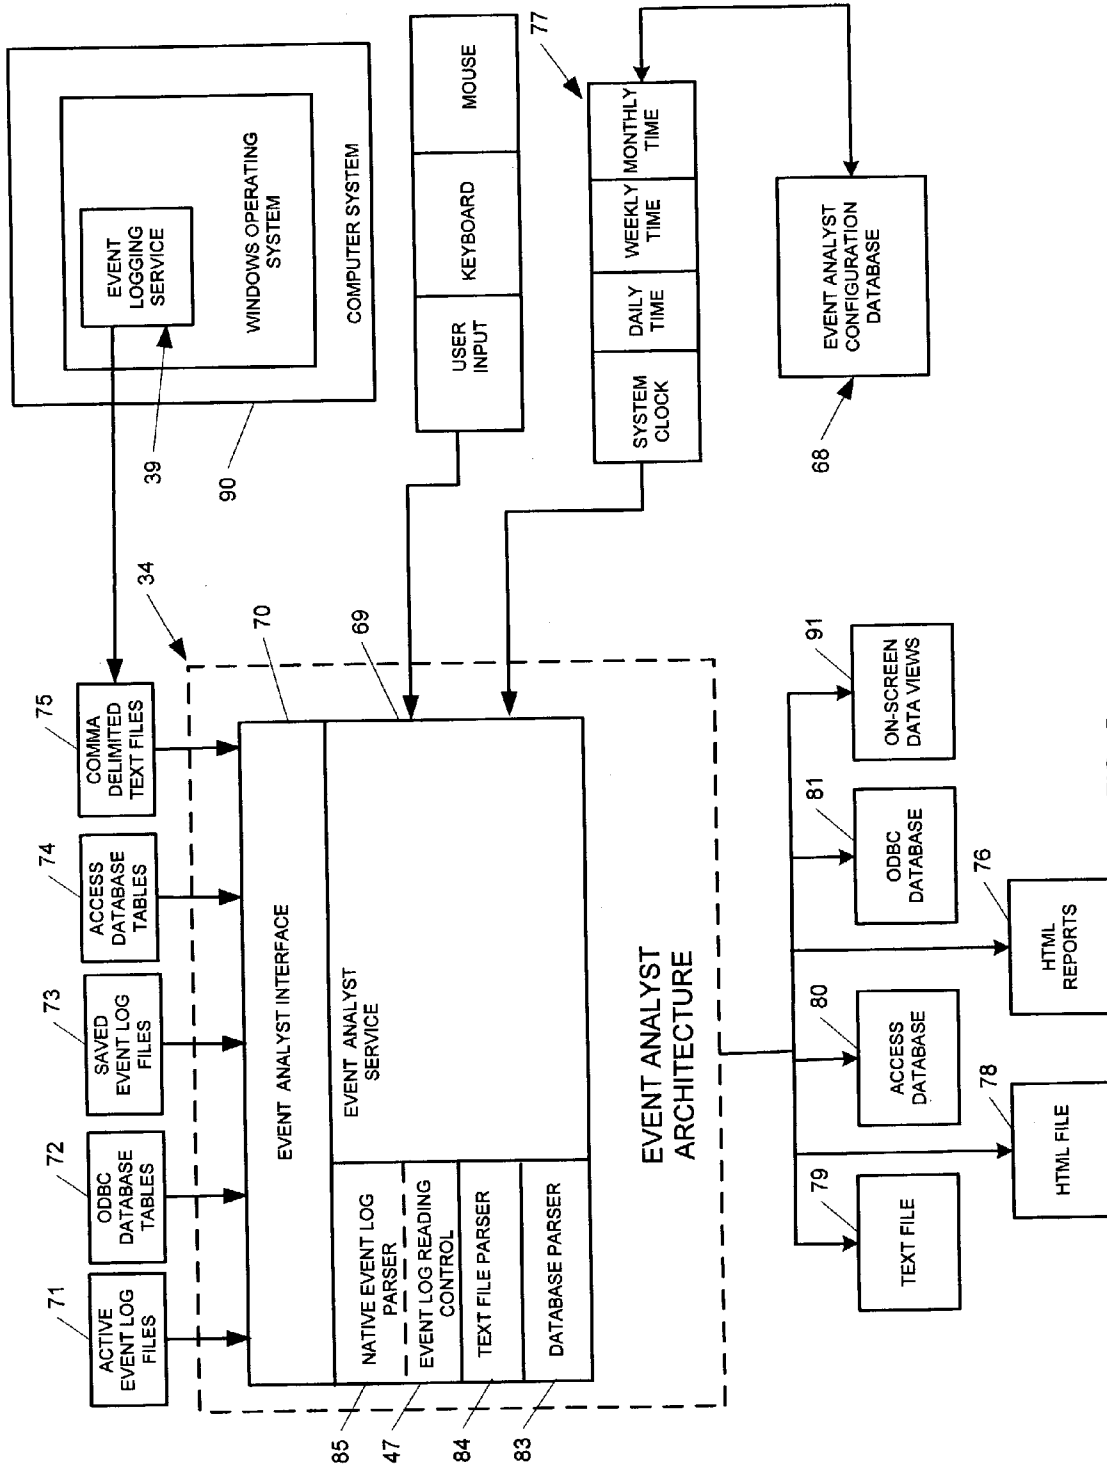 71
ACTIVE
EVENT LOG
FILES
72
ODBC
DATABASE
TABLES
73
SAVED
EVENT LOG
FILES
74
ACCESS
DATABASE
TABLES
75
COMMA
DELIMITED
TEXT FILES
34
39
90
EVENT
LOGGING
SERVICE
WINDOWS OPERATING
SYSTEM
COMPUTER SYSTEM
70
EVENT ANALYST INTERFACE
69
EVENT ANALYST
SERVICE
85
NATIVE EVENT LOG
PARSER
47
EVENT LOG READING
CONTROL
84
TEXT FILE PARSER
83
DATABASE PARSER
EVENT ANALYST
ARCHITECTURE
USER
INPUT
KEYBOARD
MOUSE
77
SYSTEM
CLOCK
DAILY
TIME
WEEKLY
TIME
MONTHLY
TIME
68
EVENT ANALYST
CONFIGURATION
DATABASE
79
TEXT FILE
78
HTML FILE
80
ACCESS
DATABASE
76
HTML
REPORTS
81
ODBC
DATABASE
91
ON-SCREEN
DATA VIEWS